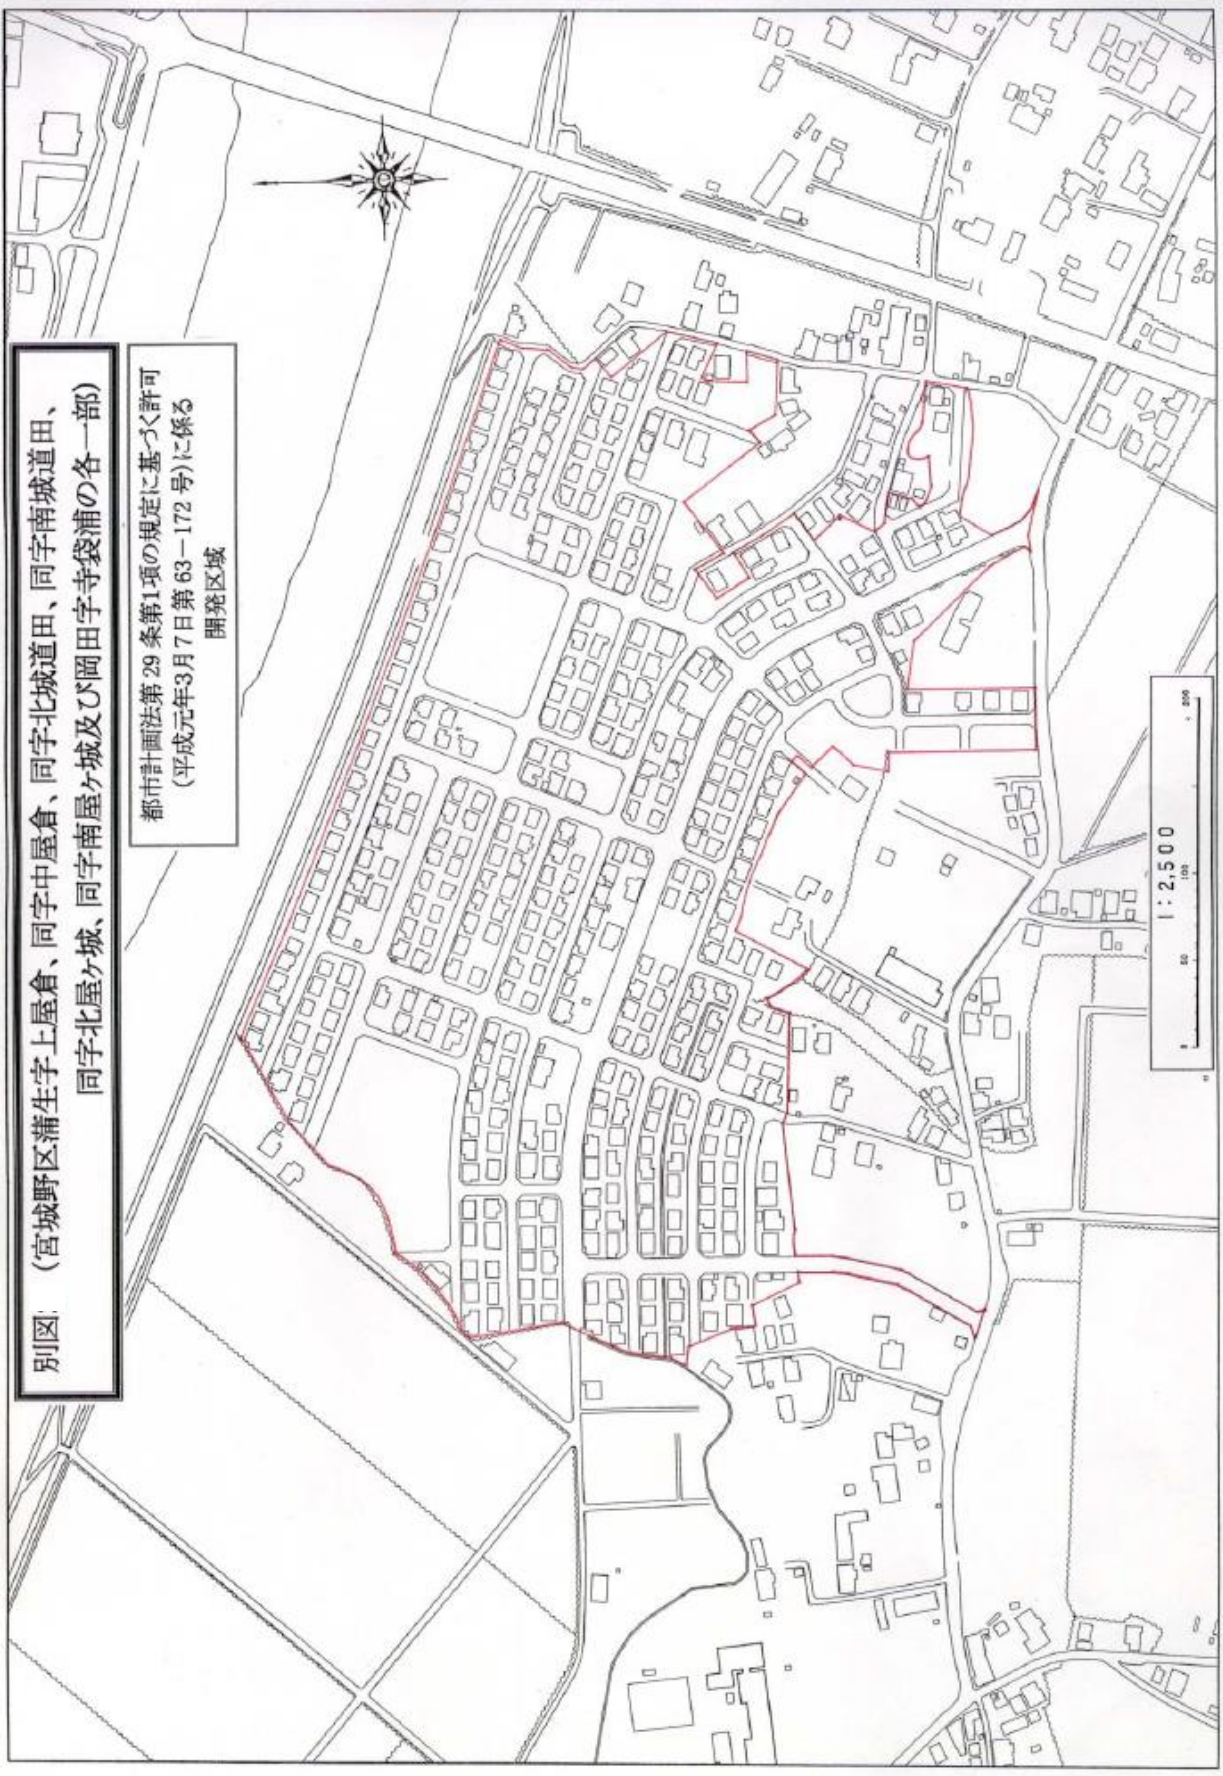 別図:　(宮城野区蒲生字上屋倉、同字中屋倉、同字北城道田、同字南城道田、
同字北屋ヶ城、同字南屋ヶ城及び岡田字寺袋浦の各一部)
都市計画法第29条第1項の規定に基づく許可
(平成元年3月7日第63-172号)に係る
開発区域
1:2,500
0 50 100 200